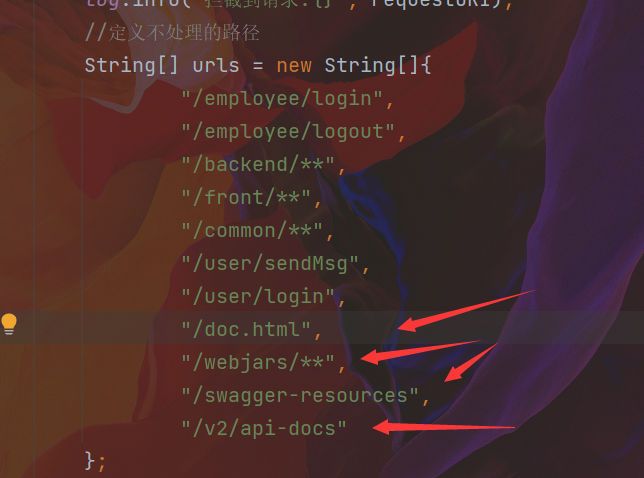 log.info("拦截到请求:{}", requestURI);
//定义不处理的路径
String[] urls = new String[]{
"/employee/login",
"/employee/logout",
"/backend/**",
"/front/**",
"/common/**",
"/user/sendMsg",
"/user/login",
"/doc.html",
"/webjars/**",
"/swagger-resources",
"/v2/api-docs"
};